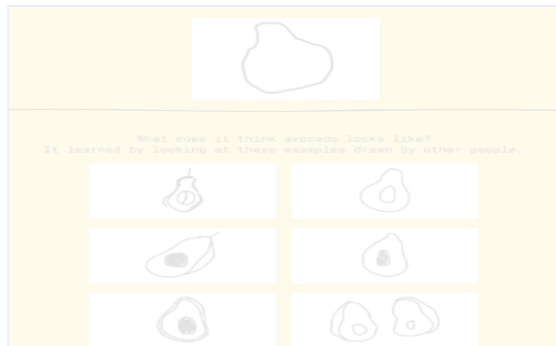 What does it think avocado looks like?
It learned by looking at these examples drawn by other people.